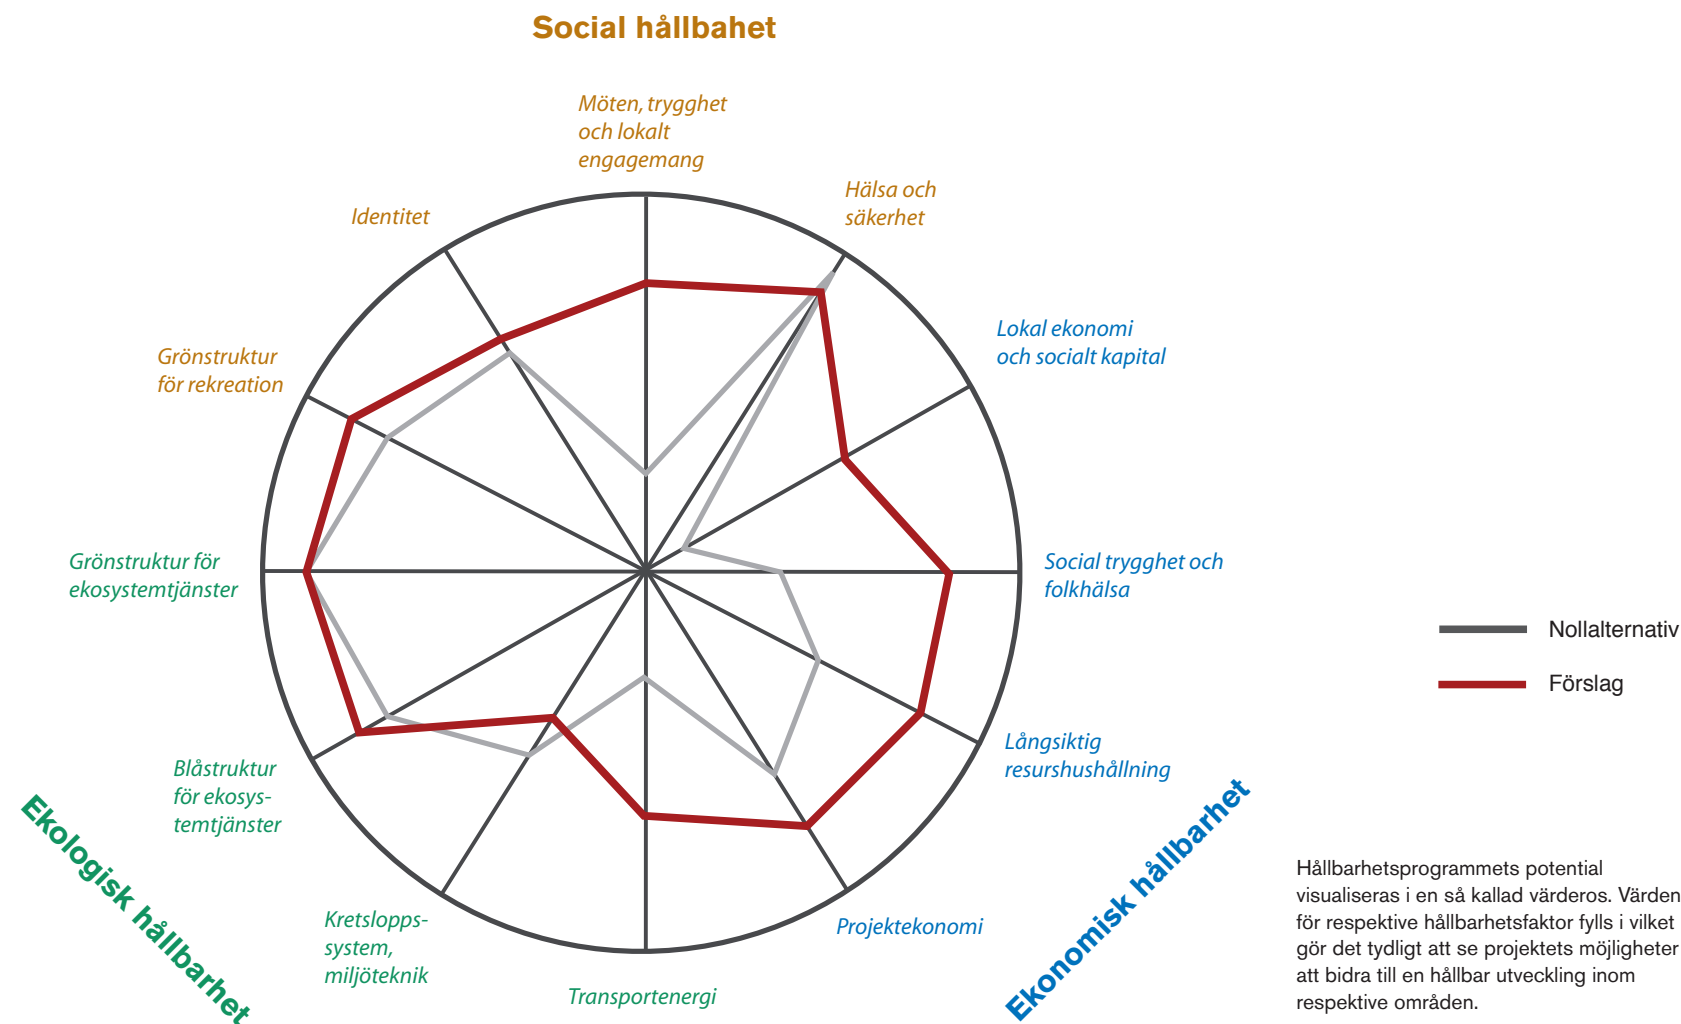 Social hållbahet
Möten, trygghet
och lokalt
engagemang
Hälsa och
säkerhet
Identitet
Lokal ekonomi
och socialt kapital
Grönstruktur
för rekreation
Grönstruktur för
ekosystemtjänster
Social trygghet och
folkhälsa
Nollalternativ
Förslag
Långsiktig
resurshushållning
Blåstruktur
för ekosys-
temtjänster
Ekologisk hållbarhet
Ekonomisk hållbarhet
Kretslopps-
system,
miljöteknik
Projektekonomi
Transportenergi
Hållbarhetsprogrammets potential
visualiseras i en så kallad värderos. Värden
för respektive hållbarhetsfaktor fylls i vilket
gör det tydligt att se projektets möjligheter
att bidra till en hållbar utveckling inom
respektive områden.